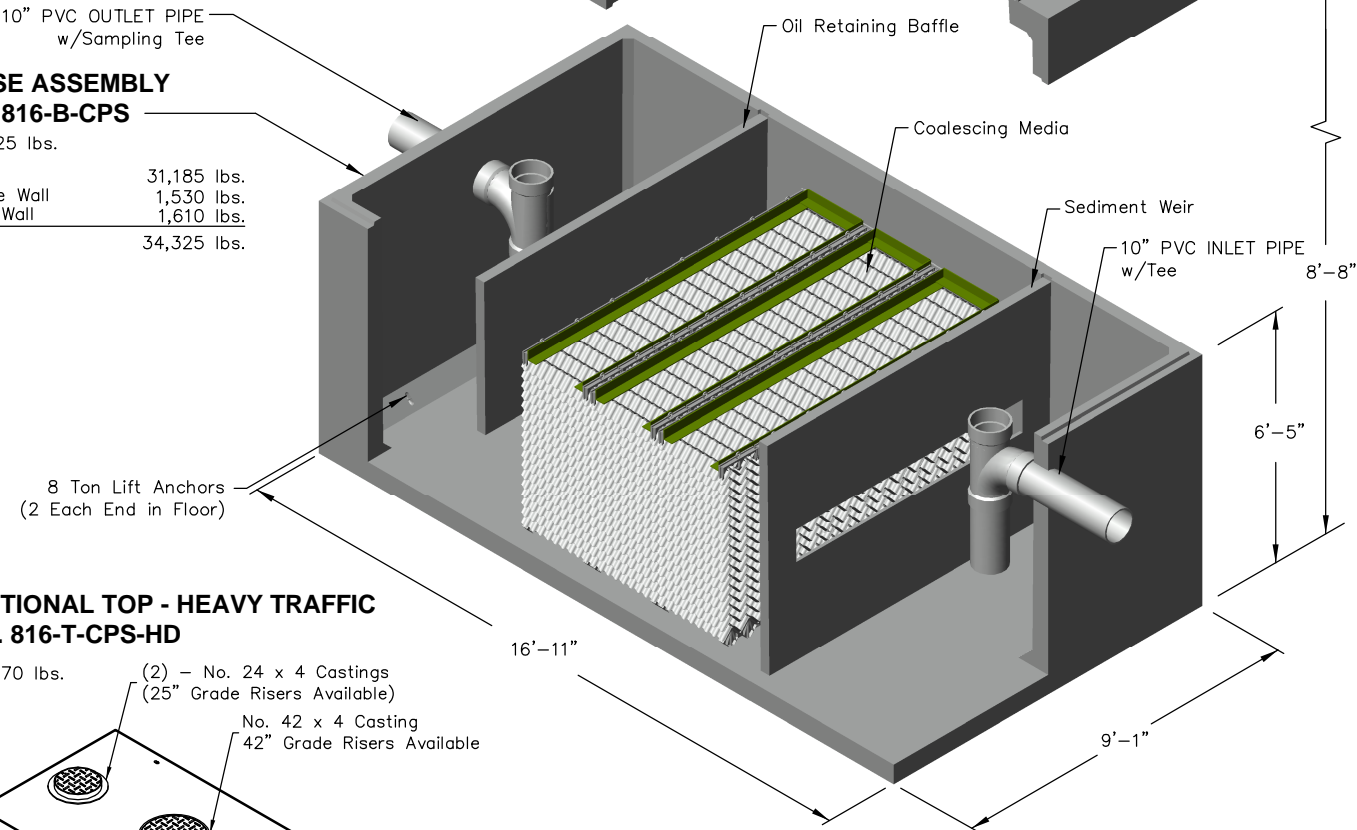 10” PVC OUTLET PIPE
w/Sampling Tee
Oil Retaining Baffle
SE ASSEMBLY
816-B-CPS
25 lbs.
31,185 lbs.
e Wall 1,530 lbs.
Wall 1,610 lbs.
34,325 lbs.
Coalescing Media
Sediment Weir
10” PVC INLET PIPE
w/Tee
8’–8”
6’–5”
8 Ton Lift Anchors
(2 Each End in Floor)
16’–11”
9’–1”
TIONAL TOP - HEAVY TRAFFIC
. 816-T-CPS-HD
70 lbs.
(2) – No. 24 x 4 Castings
(25” Grade Risers Available)
No. 42 x 4 Casting
42” Grade Risers Available